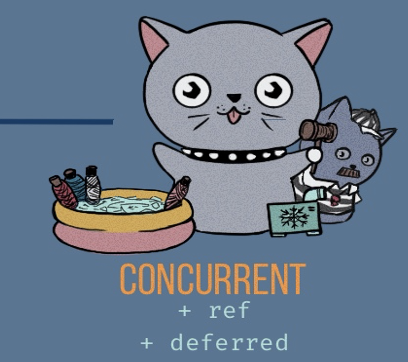 CONCURRENT
+ ref
+ deferred